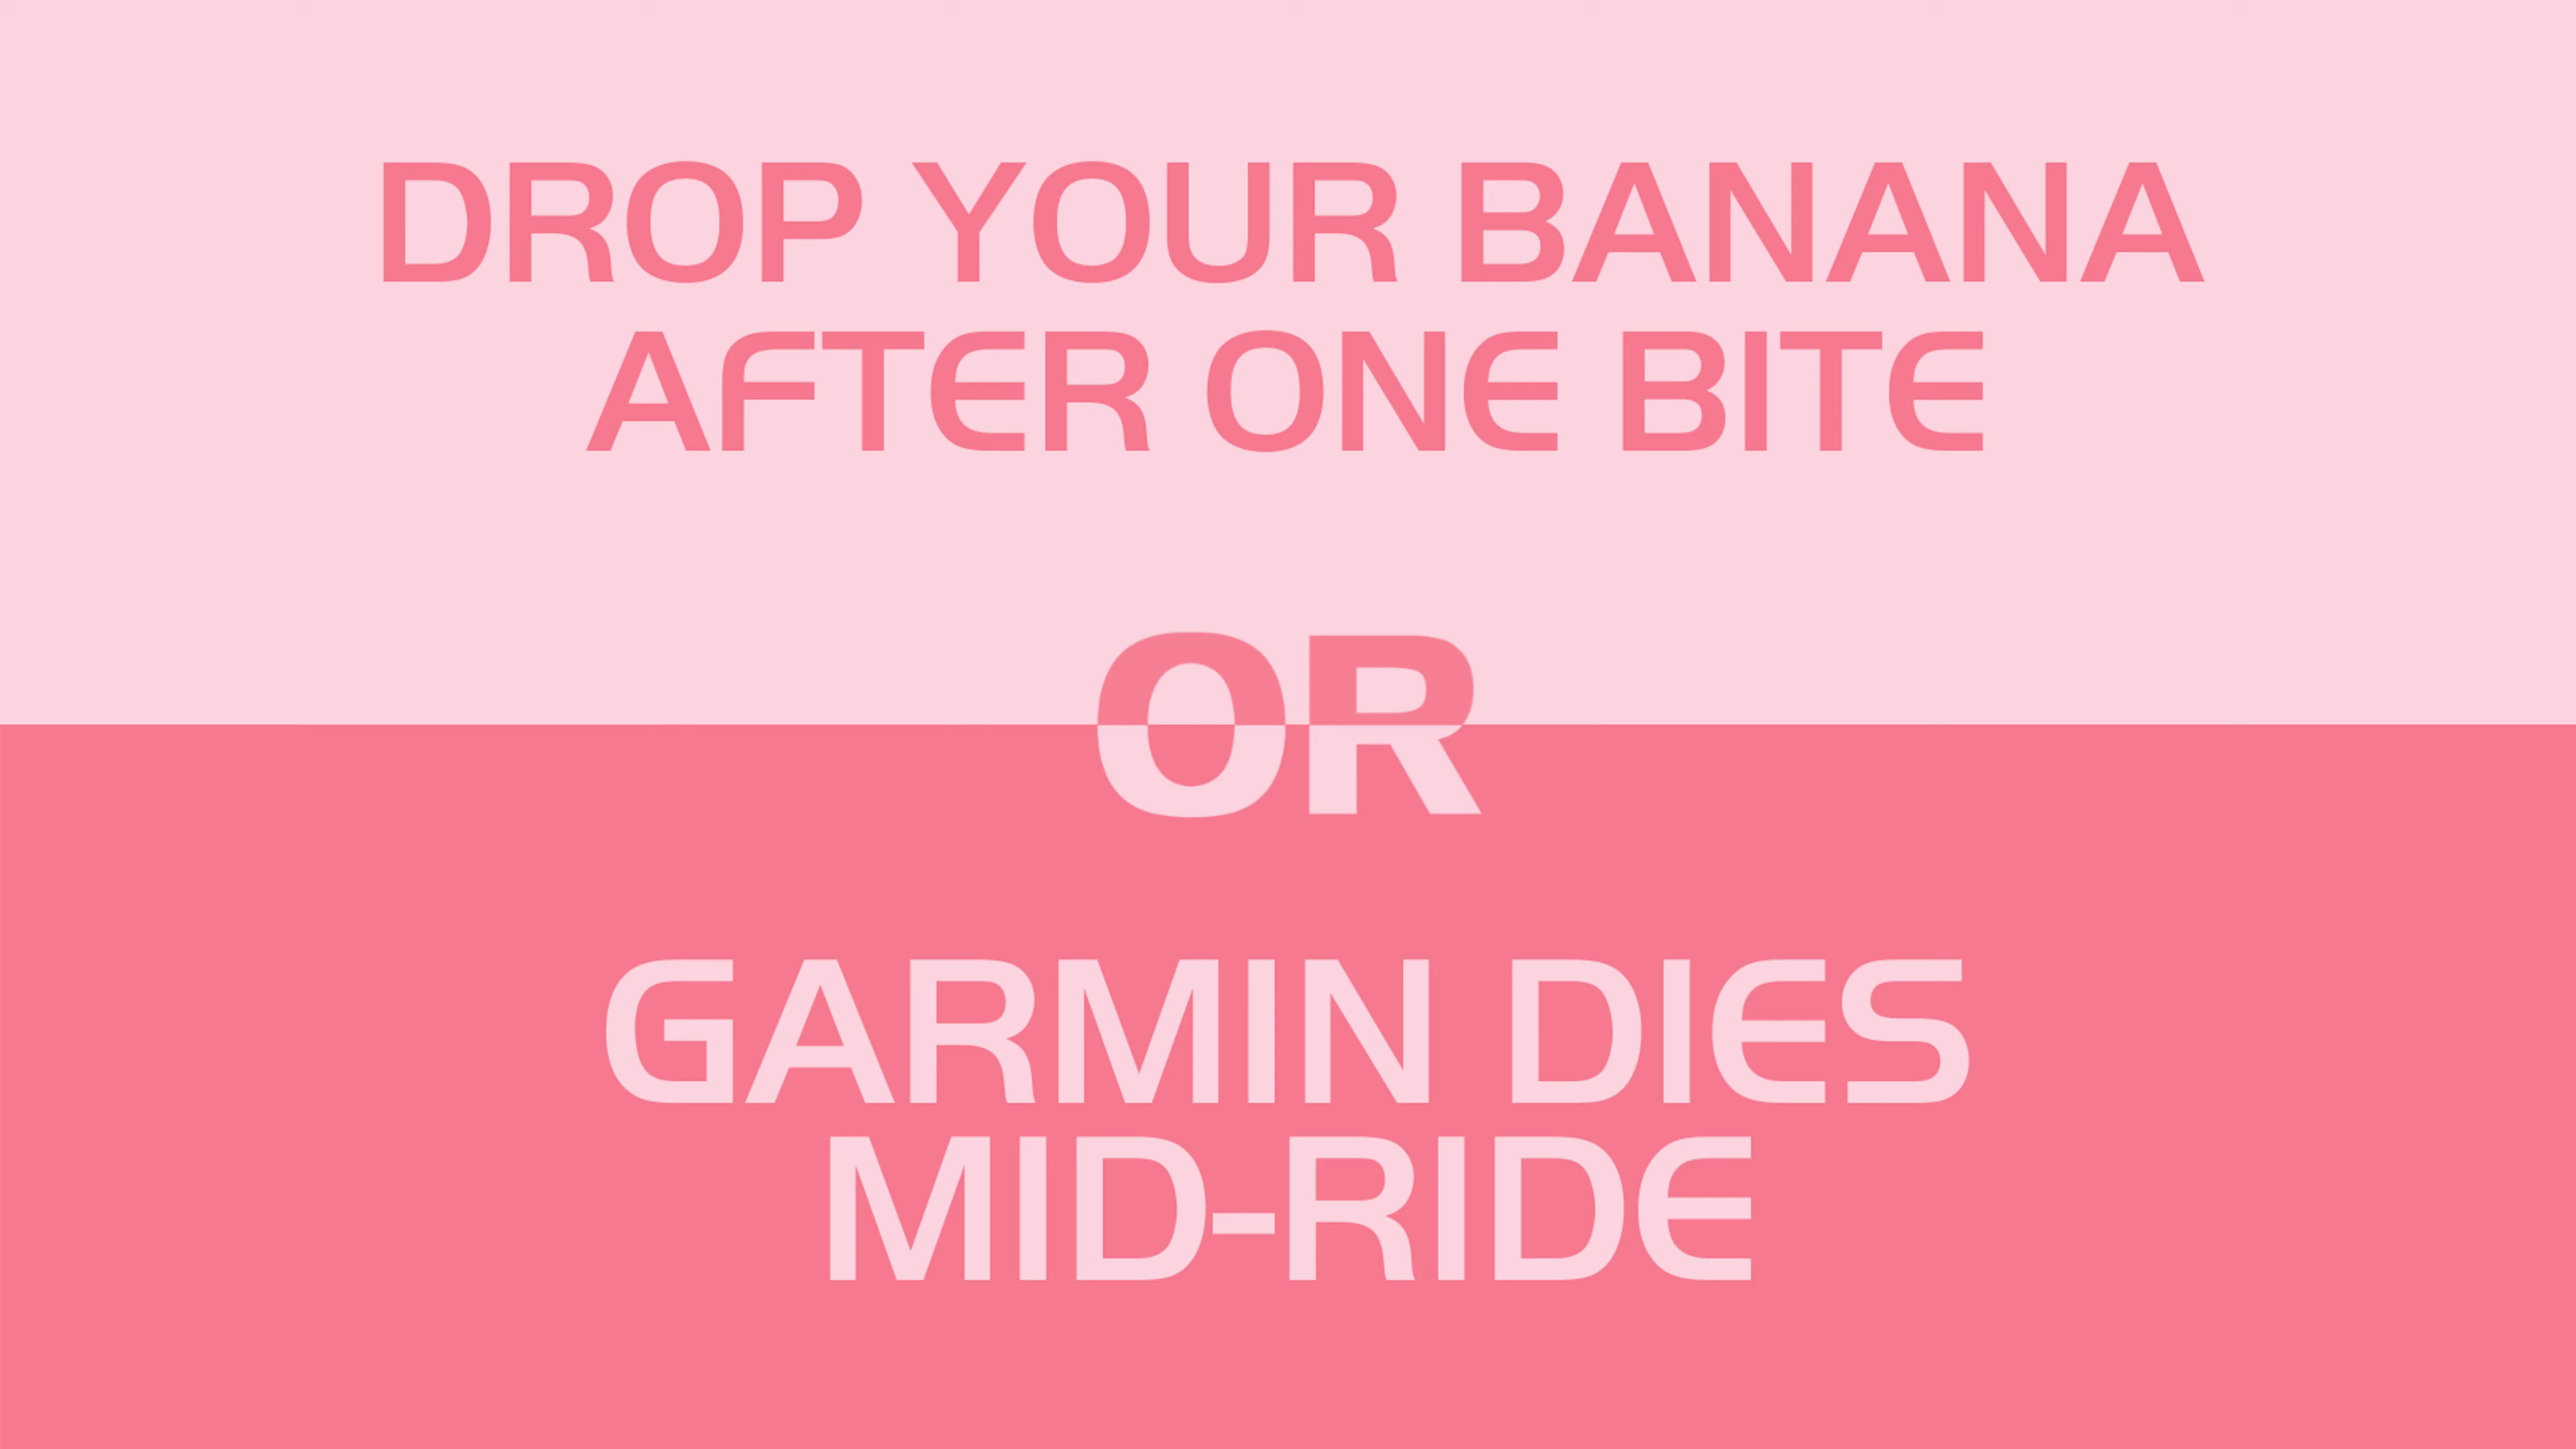 DROP YOUR BANANA
AFTER ONE BITE
OR
GARMIN DIES
MID-RIDE